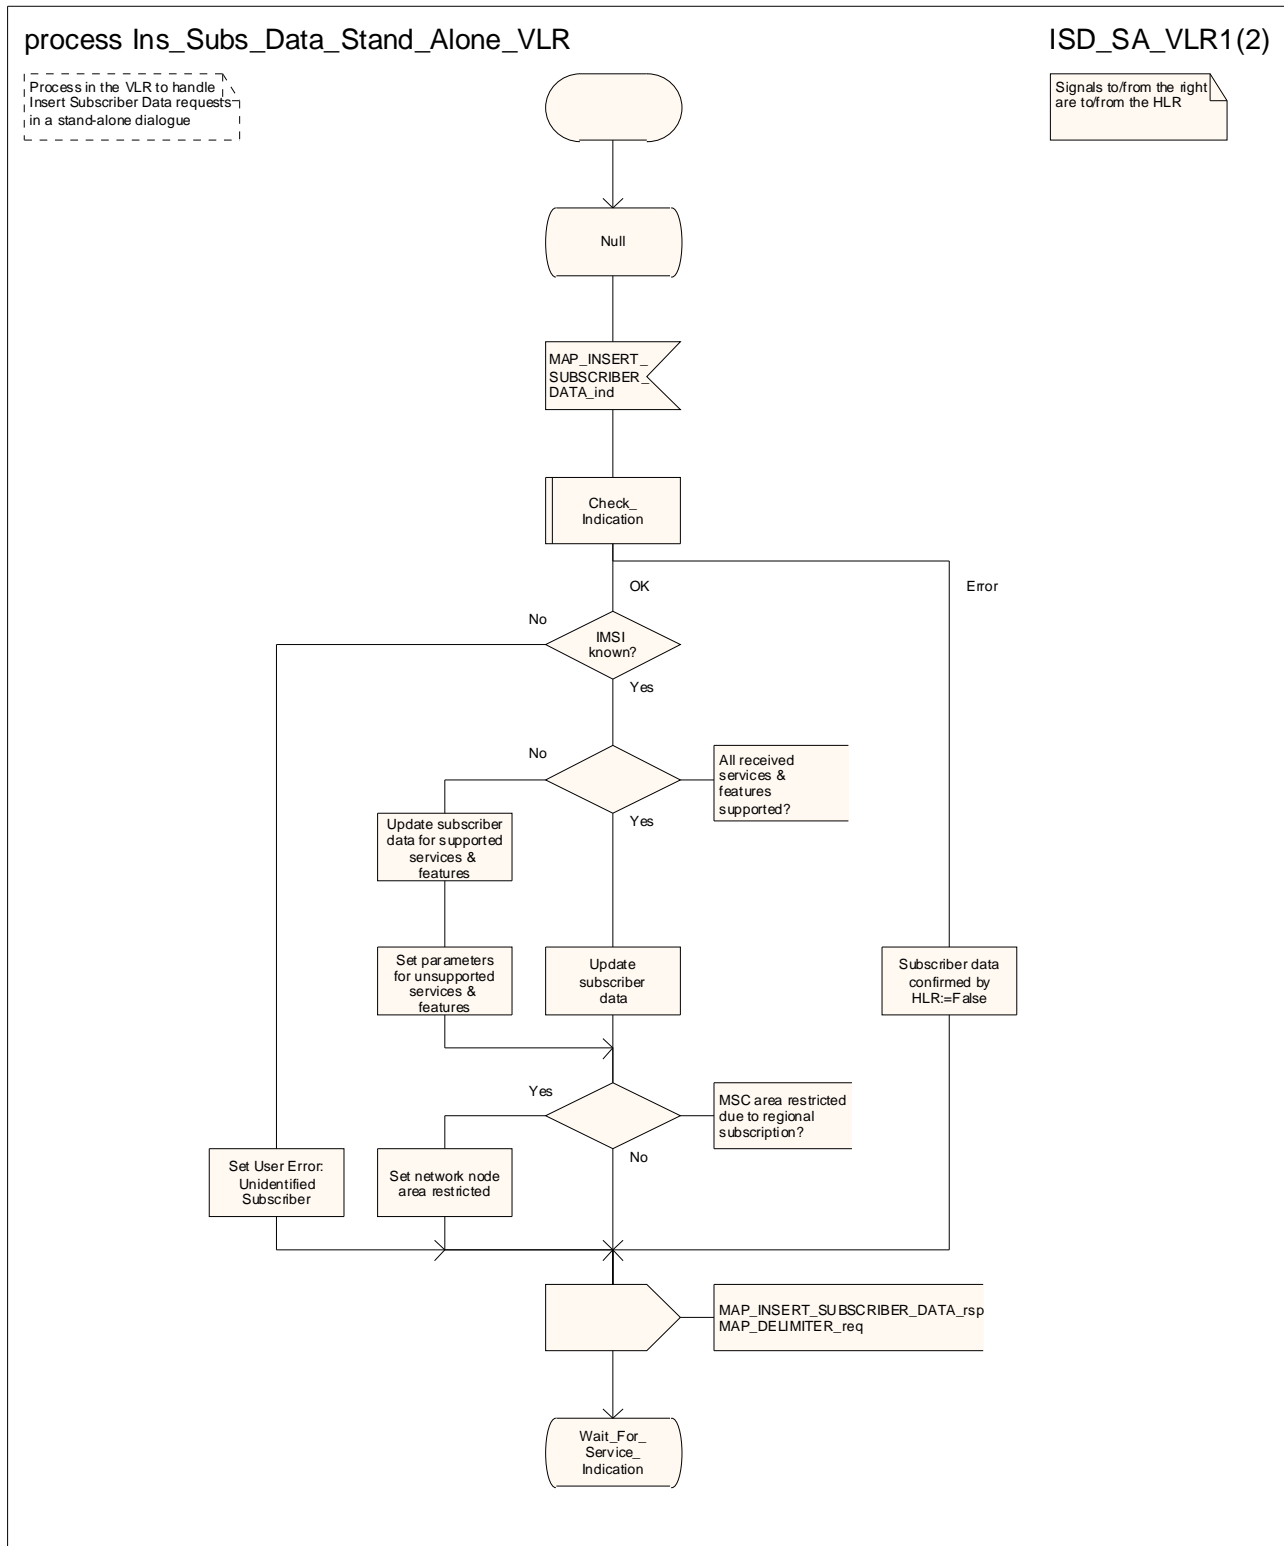 process Ins_Subs_Data_Stand_Alone_VLR
ISD_SA_VLR1(2)
Process in the VLR to handle
Insert Subscriber Data requests
in a stand-alone dialogue
Signals to/from the right
are to/from the HLR
Null
MAP_INSERT_
SUBSCRIBER_
DATA_ind
Check_
Indication
OK
Error
No
IMSI
known?
Yes
No
All received
services &
features
supported?
Yes
Update subscriber
data for supported
services &
features
Set parameters
for unsupported
services &
features
Update
subscriber
data
Subscriber data
confirmed by
HLR:=False
Yes
MSC area restricted
due to regional
subscription?
No
Set User Error:
Unidentified
Subscriber
Set network node
area restricted
MAP_INSERT_SUBSCRIBER_DATA_rsp
MAP_DELIMITER_req
Wait_For_
Service_
Indication